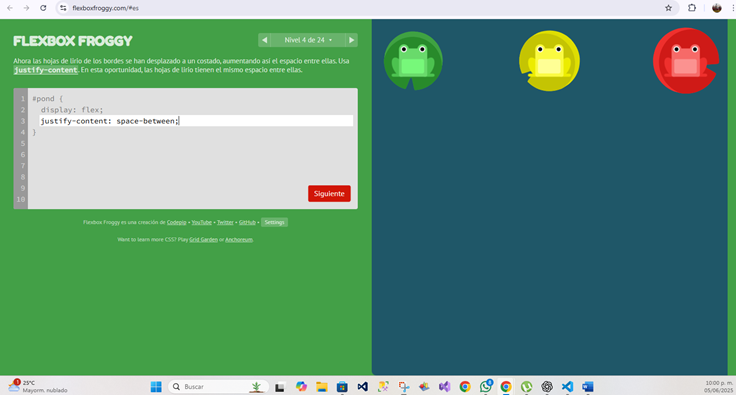 flexboxfroggy.com/#es
FLEXBOX FROGGY
◀ Nivel 4 de 24 ▾ ▶
Ahora las hojas de lirio de los bordes se han desplazado a un costado, aumentando así el espacio entre ellas. Usa
justify-content. En esta oportunidad, las hojas de lirio tienen el mismo espacio entre ellas.
1 #pond {
2 display: flex;
3 justify-content: space-between;
4 }
5
6
7
8
9
10
Siguiente
Flexbox Froggy es una creación de Codepip • YouTube • Twitter • GitHub • Settings
Want to learn more CSS? Play Grid Garden or Anchoreum.
1
25°C
Mayorm. nublado
Buscar
10:00 p. m.
05/06/2025